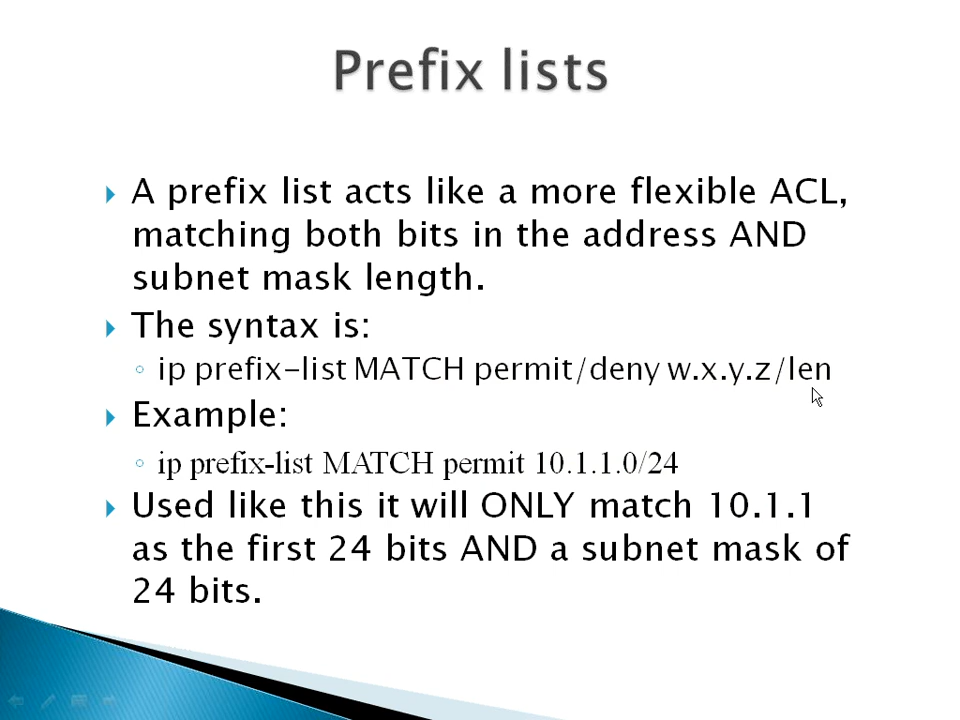 Prefix lists
A prefix list acts like a more flexible ACL,
matching both bits in the address AND
subnet mask length.
The syntax is:
ip prefix-list MATCH permit/deny w.x.y.z/len
Example:
ip prefix-list MATCH permit 10.1.1.0/24
Used like this it will ONLY match 10.1.1
as the first 24 bits AND a subnet mask of
24 bits.